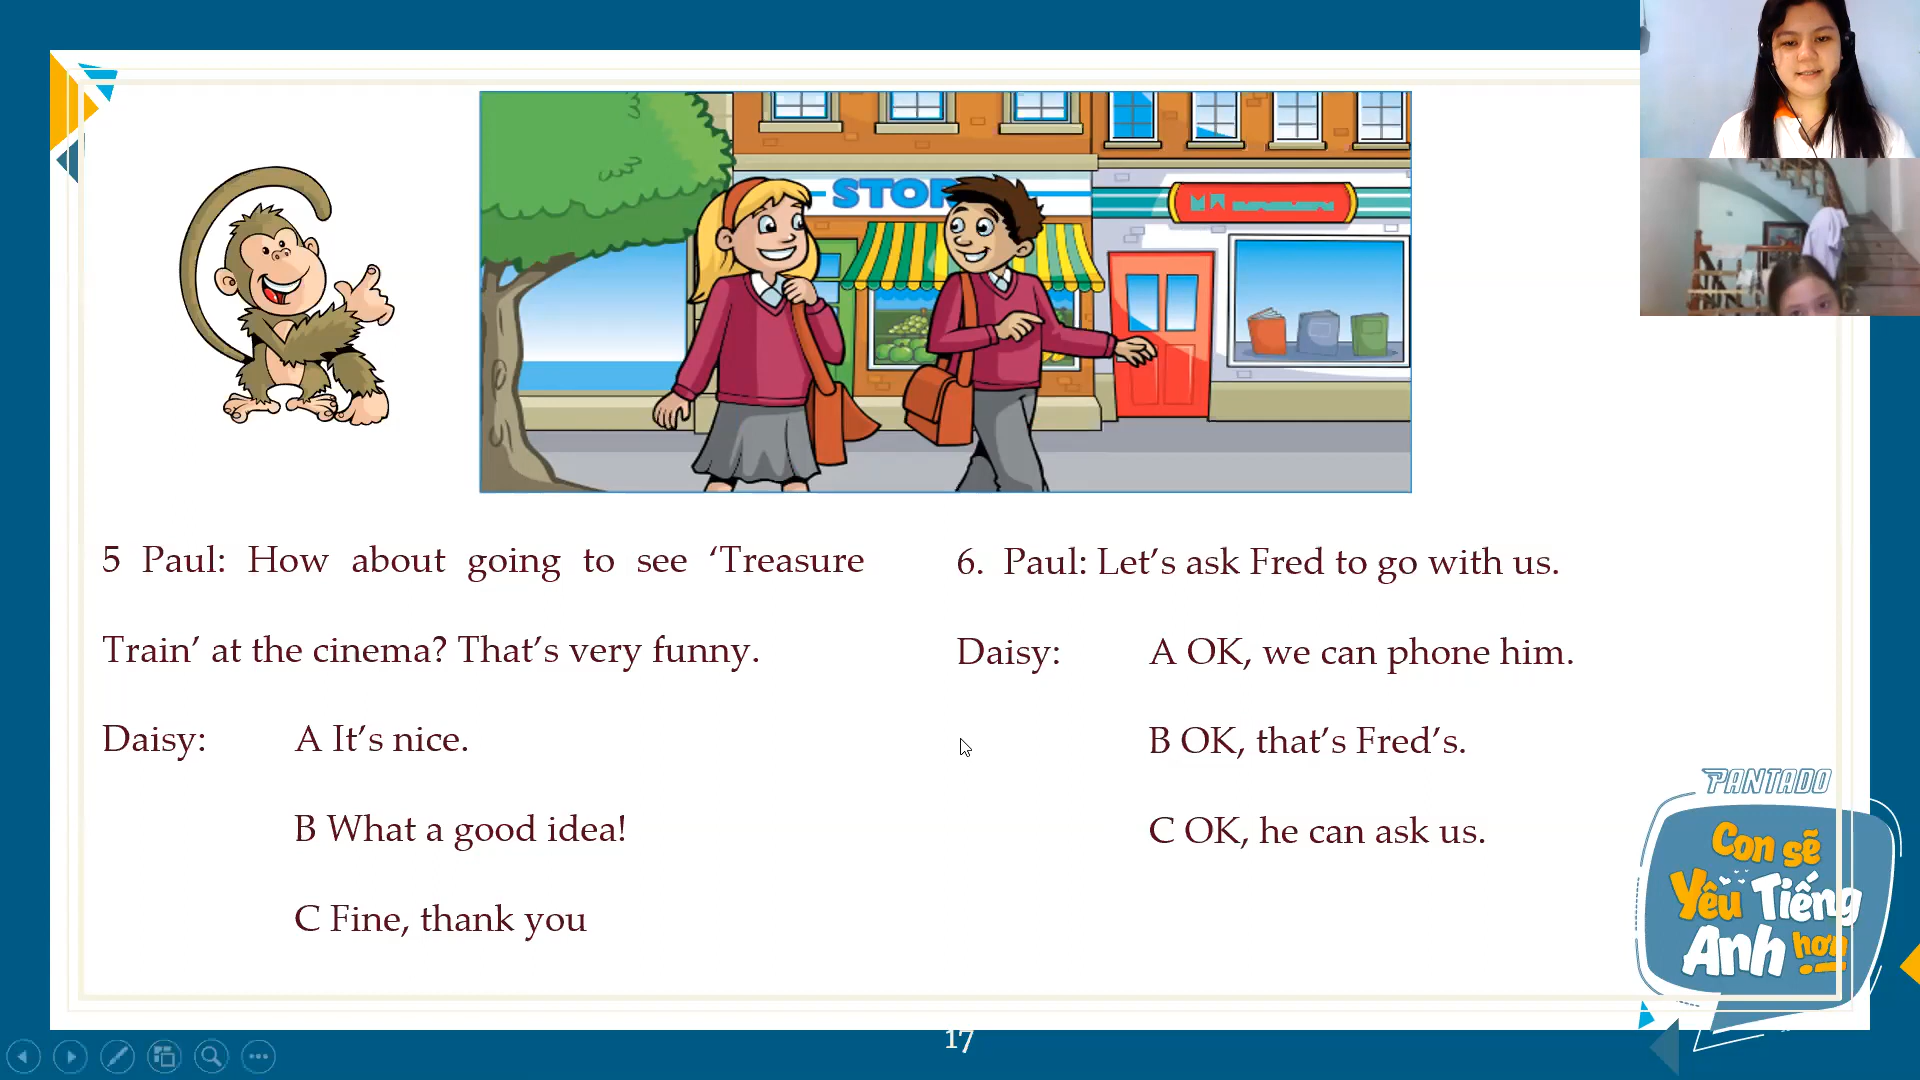 STOR
5 Paul: How about going to see ‘Treasure
Train’ at the cinema? That’s very funny.
Daisy: A It’s nice.
B What a good idea!
C Fine, thank you
6. Paul: Let’s ask Fred to go with us.
Daisy: A OK, we can phone him.
B OK, that’s Fred’s.
C OK, he can ask us.
PANTADO
Con sẽ
Yêu Tiếng
Anh hơn
17